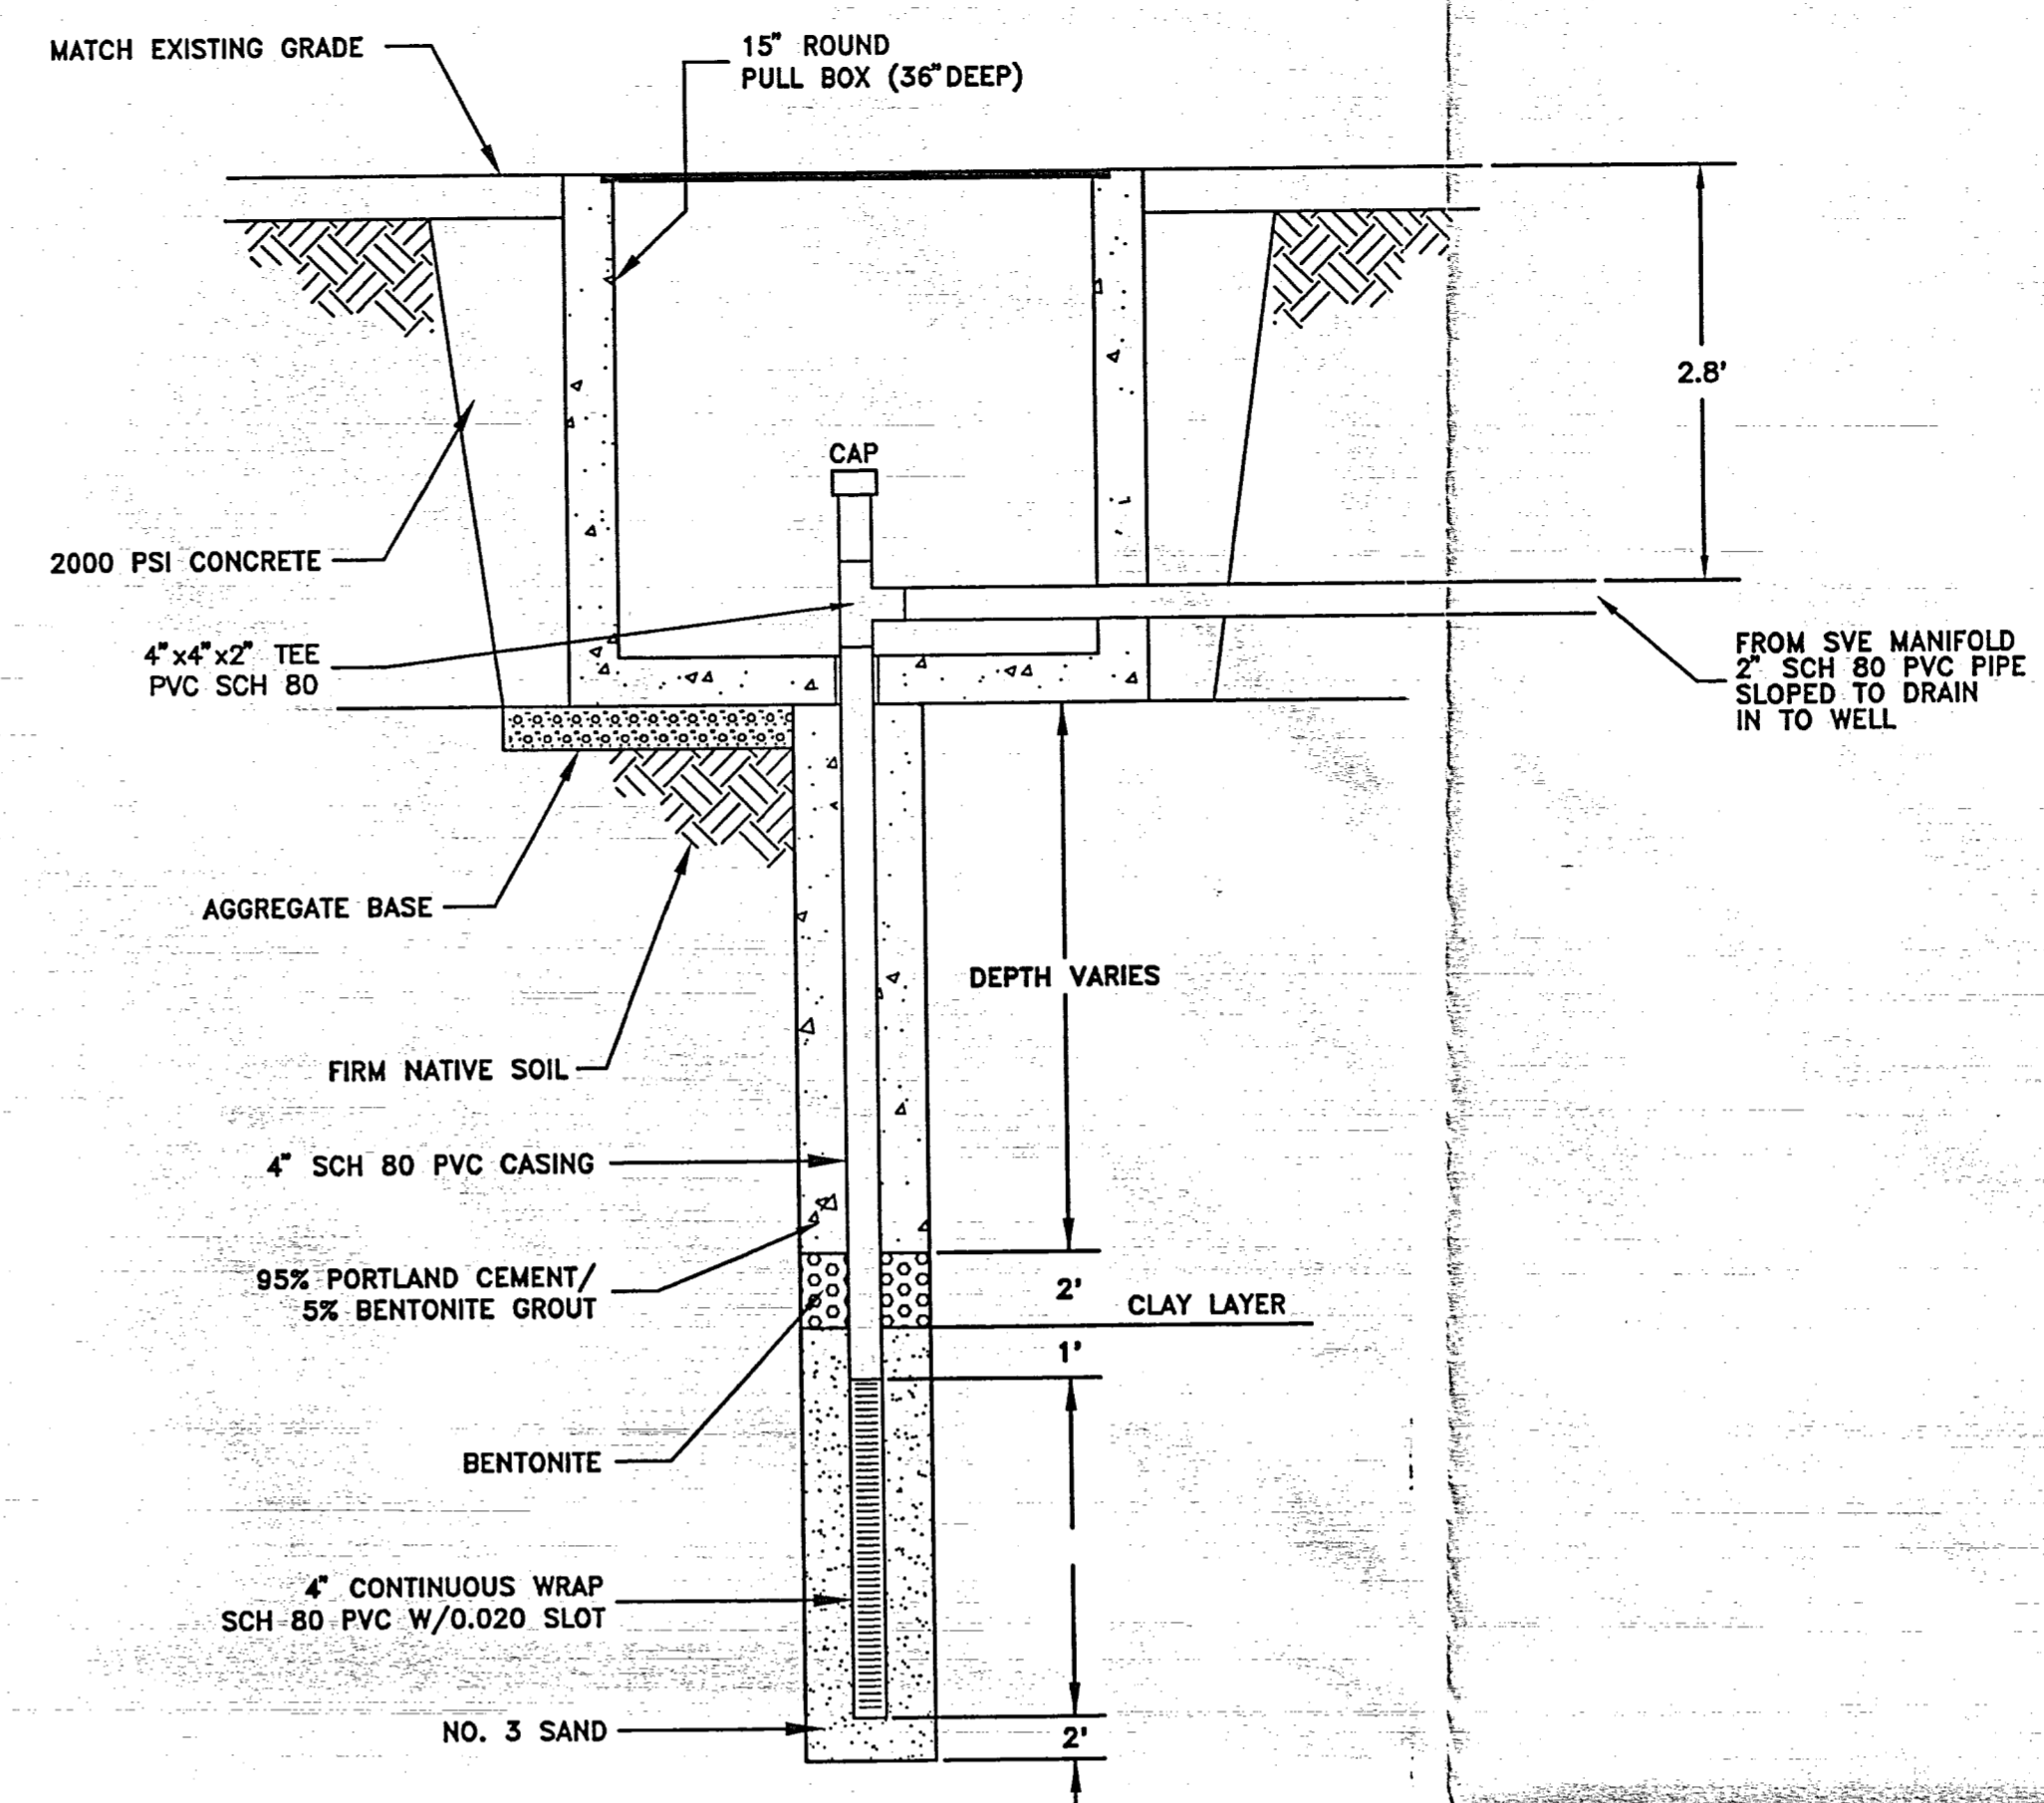 MATCH EXISTING GRADE
15" ROUND
PULL BOX (36" DEEP)
2.8'
CAP
2000 PSI CONCRETE
4"x4"x2" TEE
PVC SCH 80
FROM SVE MANIFOLD
2" SCH 80 PVC PIPE
SLOPED TO DRAIN
IN TO WELL
AGGREGATE BASE
DEPTH VARIES
FIRM NATIVE SOIL
4" SCH 80 PVC CASING
95% PORTLAND CEMENT/
5% BENTONITE GROUT
2'
CLAY LAYER
1'
BENTONITE
4" CONTINUOUS WRAP
SCH 80 PVC W/0.020 SLOT
NO. 3 SAND
2'